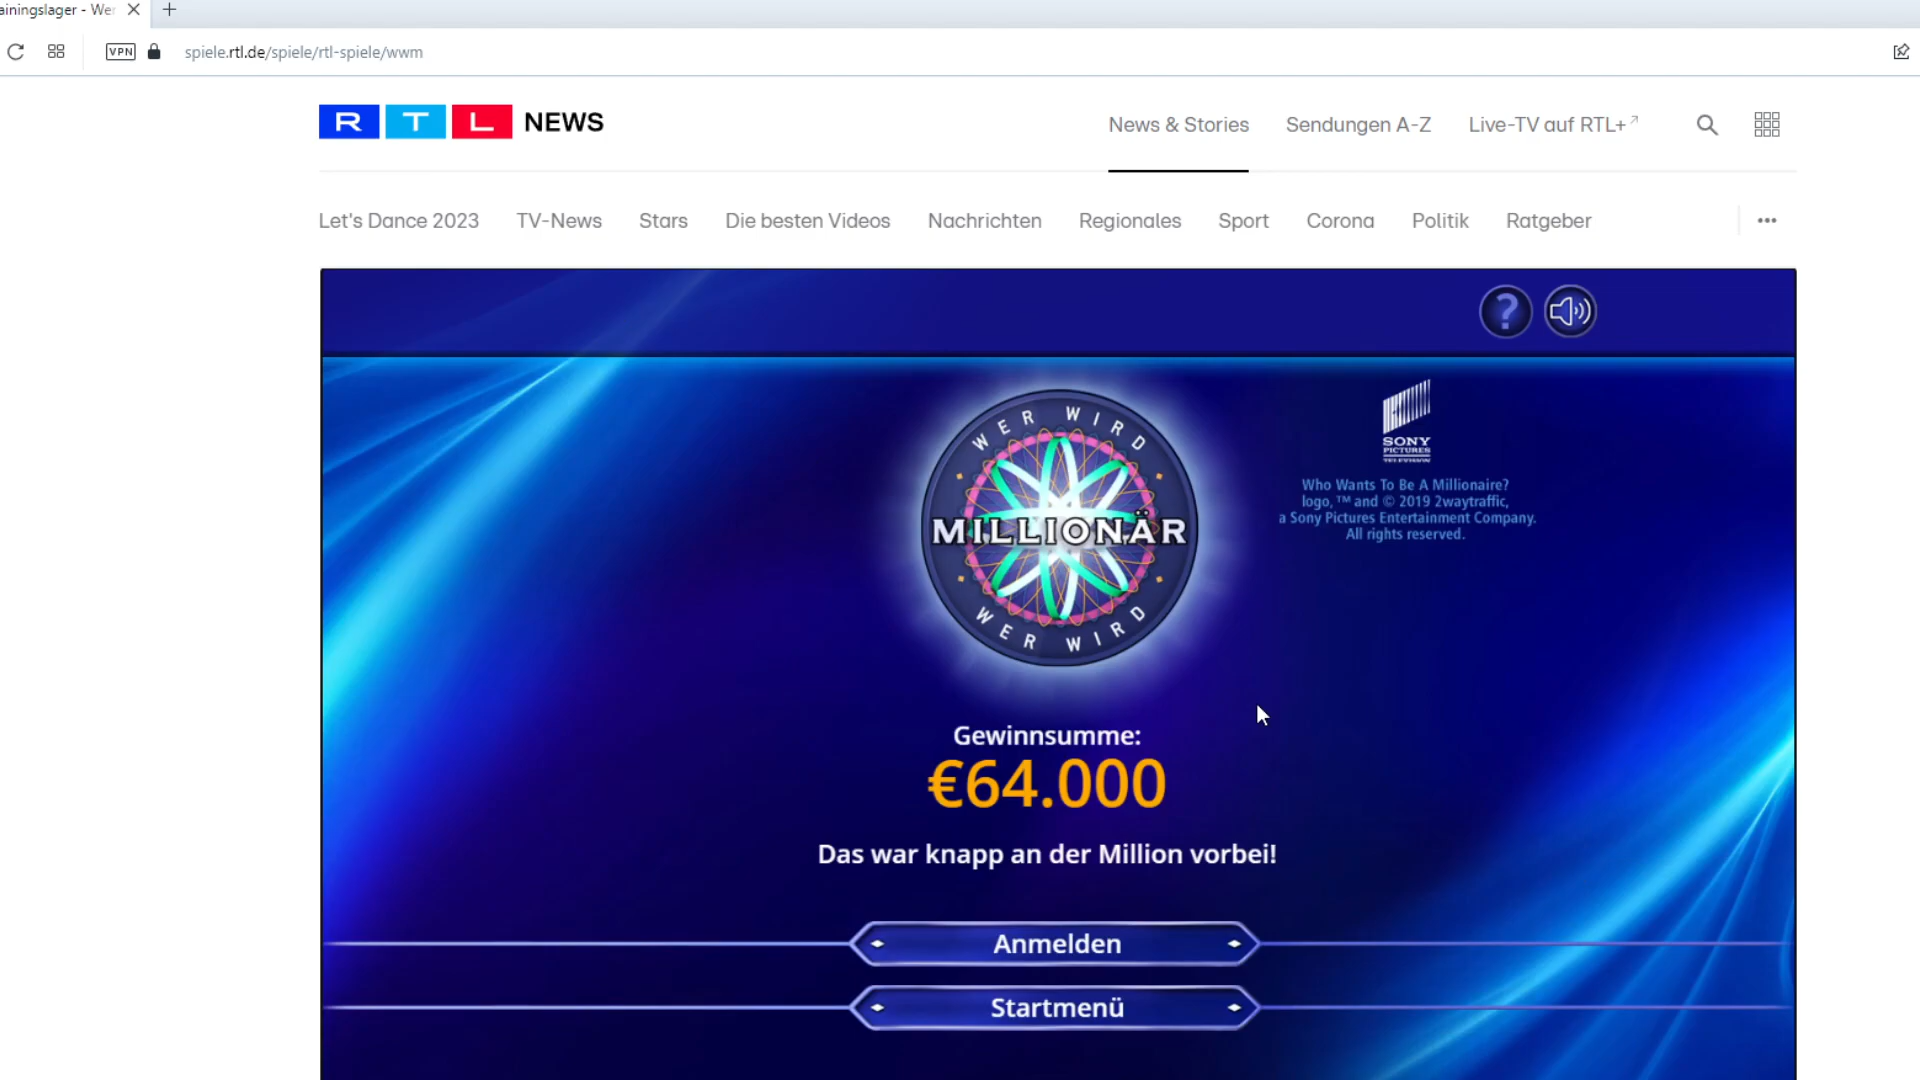 ainingslager - Wer
VPN
spiele.rtl.de/spiele/rtl-spiele/wwm
RTL NEWS
News & Stories
Sendungen A-Z
Live-TV auf RTL+
Let's Dance 2023
TV-News
Stars
Die besten Videos
Nachrichten
Regionales
Sport
Corona
Politik
Ratgeber
?
WER WIRD
MILLIONÄR
WER WIRD
SONY
PICTURES
TELEVISION
Who Wants To Be A Millionaire?
logo,™ and © 2019 2waytraffic,
a Sony Pictures Entertainment Company.
All rights reserved.
Gewinnsumme:
€64.000
Das war knapp an der Million vorbei!
Anmelden
Startmenü